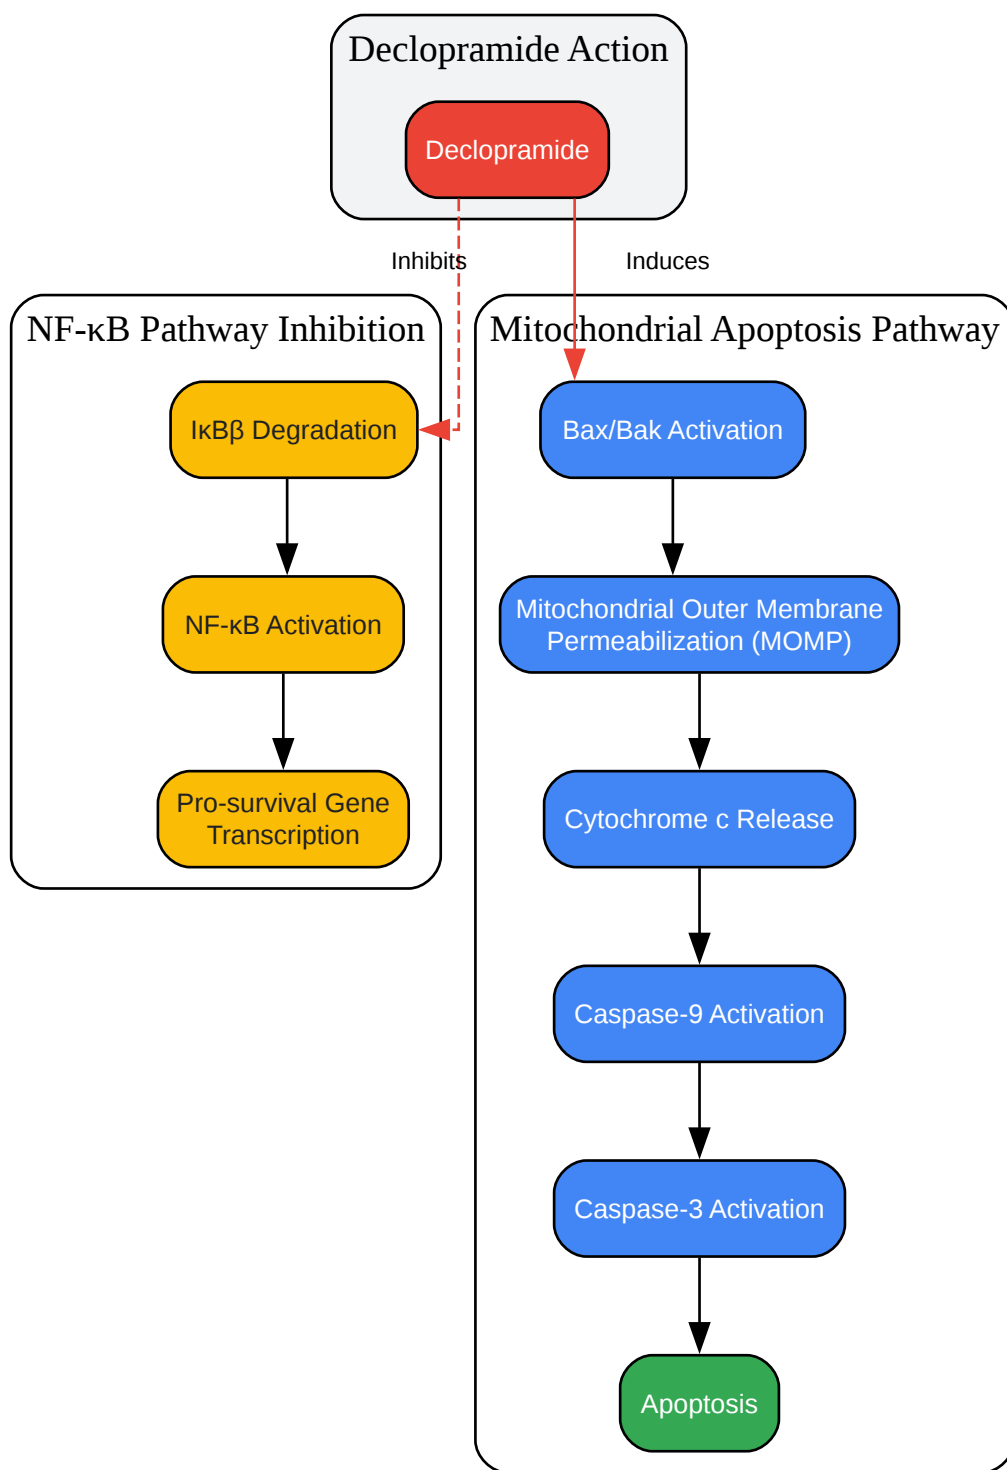 Declopramide Action
Declopramide
Inhibits
Induces
NF-κB Pathway Inhibition
IκBβ Degradation
NF-κB Activation
Pro-survival Gene
Transcription
Mitochondrial Apoptosis Pathway
Bax/Bak Activation
Mitochondrial Outer Membrane
Permeabilization (MOMP)
Cytochrome c Release
Caspase-9 Activation
Caspase-3 Activation
Apoptosis